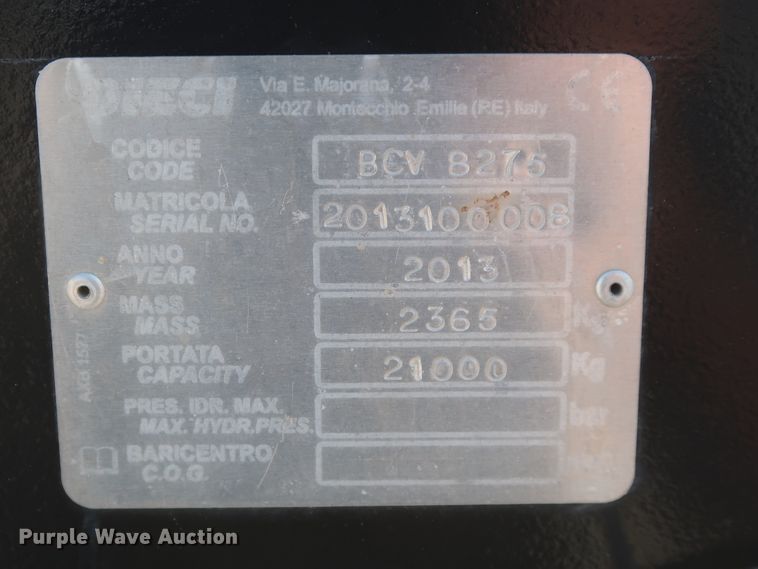 DIECI
Via E. Majorana, 2-4
42027 Montecchio Emilia (RE) Italy
CE
CODICE
CODE
BCV 8275
MATRICOLA
SERIAL NO.
2013100008
ANNO
YEAR
2013
MASS
MASS
2365 Kg
PORTATA
CAPACITY
21000 Kg
PRES. IDR. MAX.
MAX. HYDR.PRES.
bar
BARICENTRO
C.O.G.
Purple Wave Auction